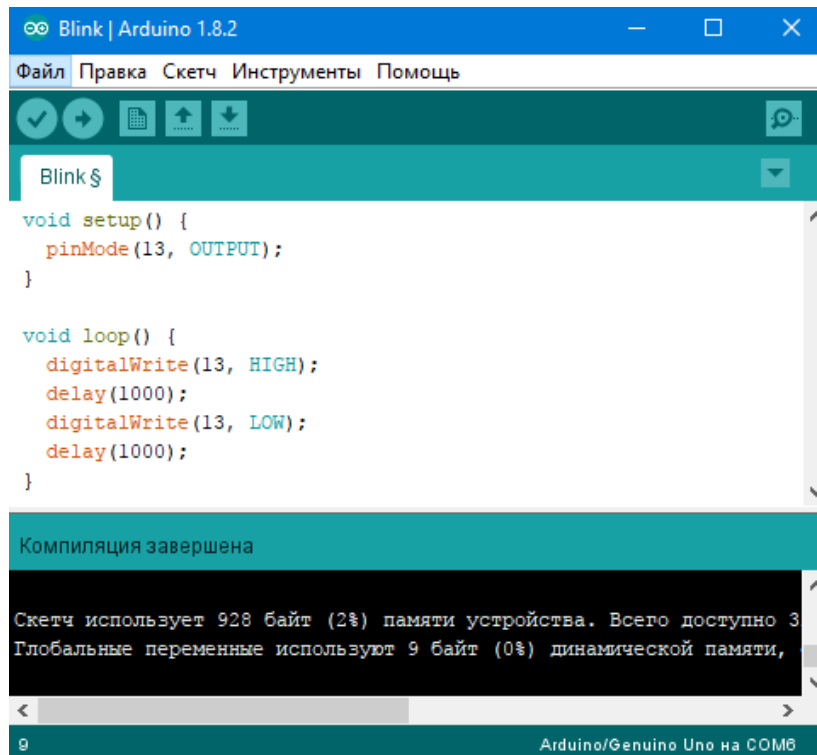 Blink | Arduino 1.8.2
Файл Правка Скетч Инструменты Помощь
Blink §
void setup() {
  pinMode(13, OUTPUT);
}
void loop() {
  digitalWrite(13, HIGH);
  delay(1000);
  digitalWrite(13, LOW);
  delay(1000);
}
Компиляция завершена
Скетч использует 928 байт (2%) памяти устройства. Всего доступно 3
Глобальные переменные используют 9 байт (0%) динамической памяти,
9 Arduino/Genuino Uno на COM6